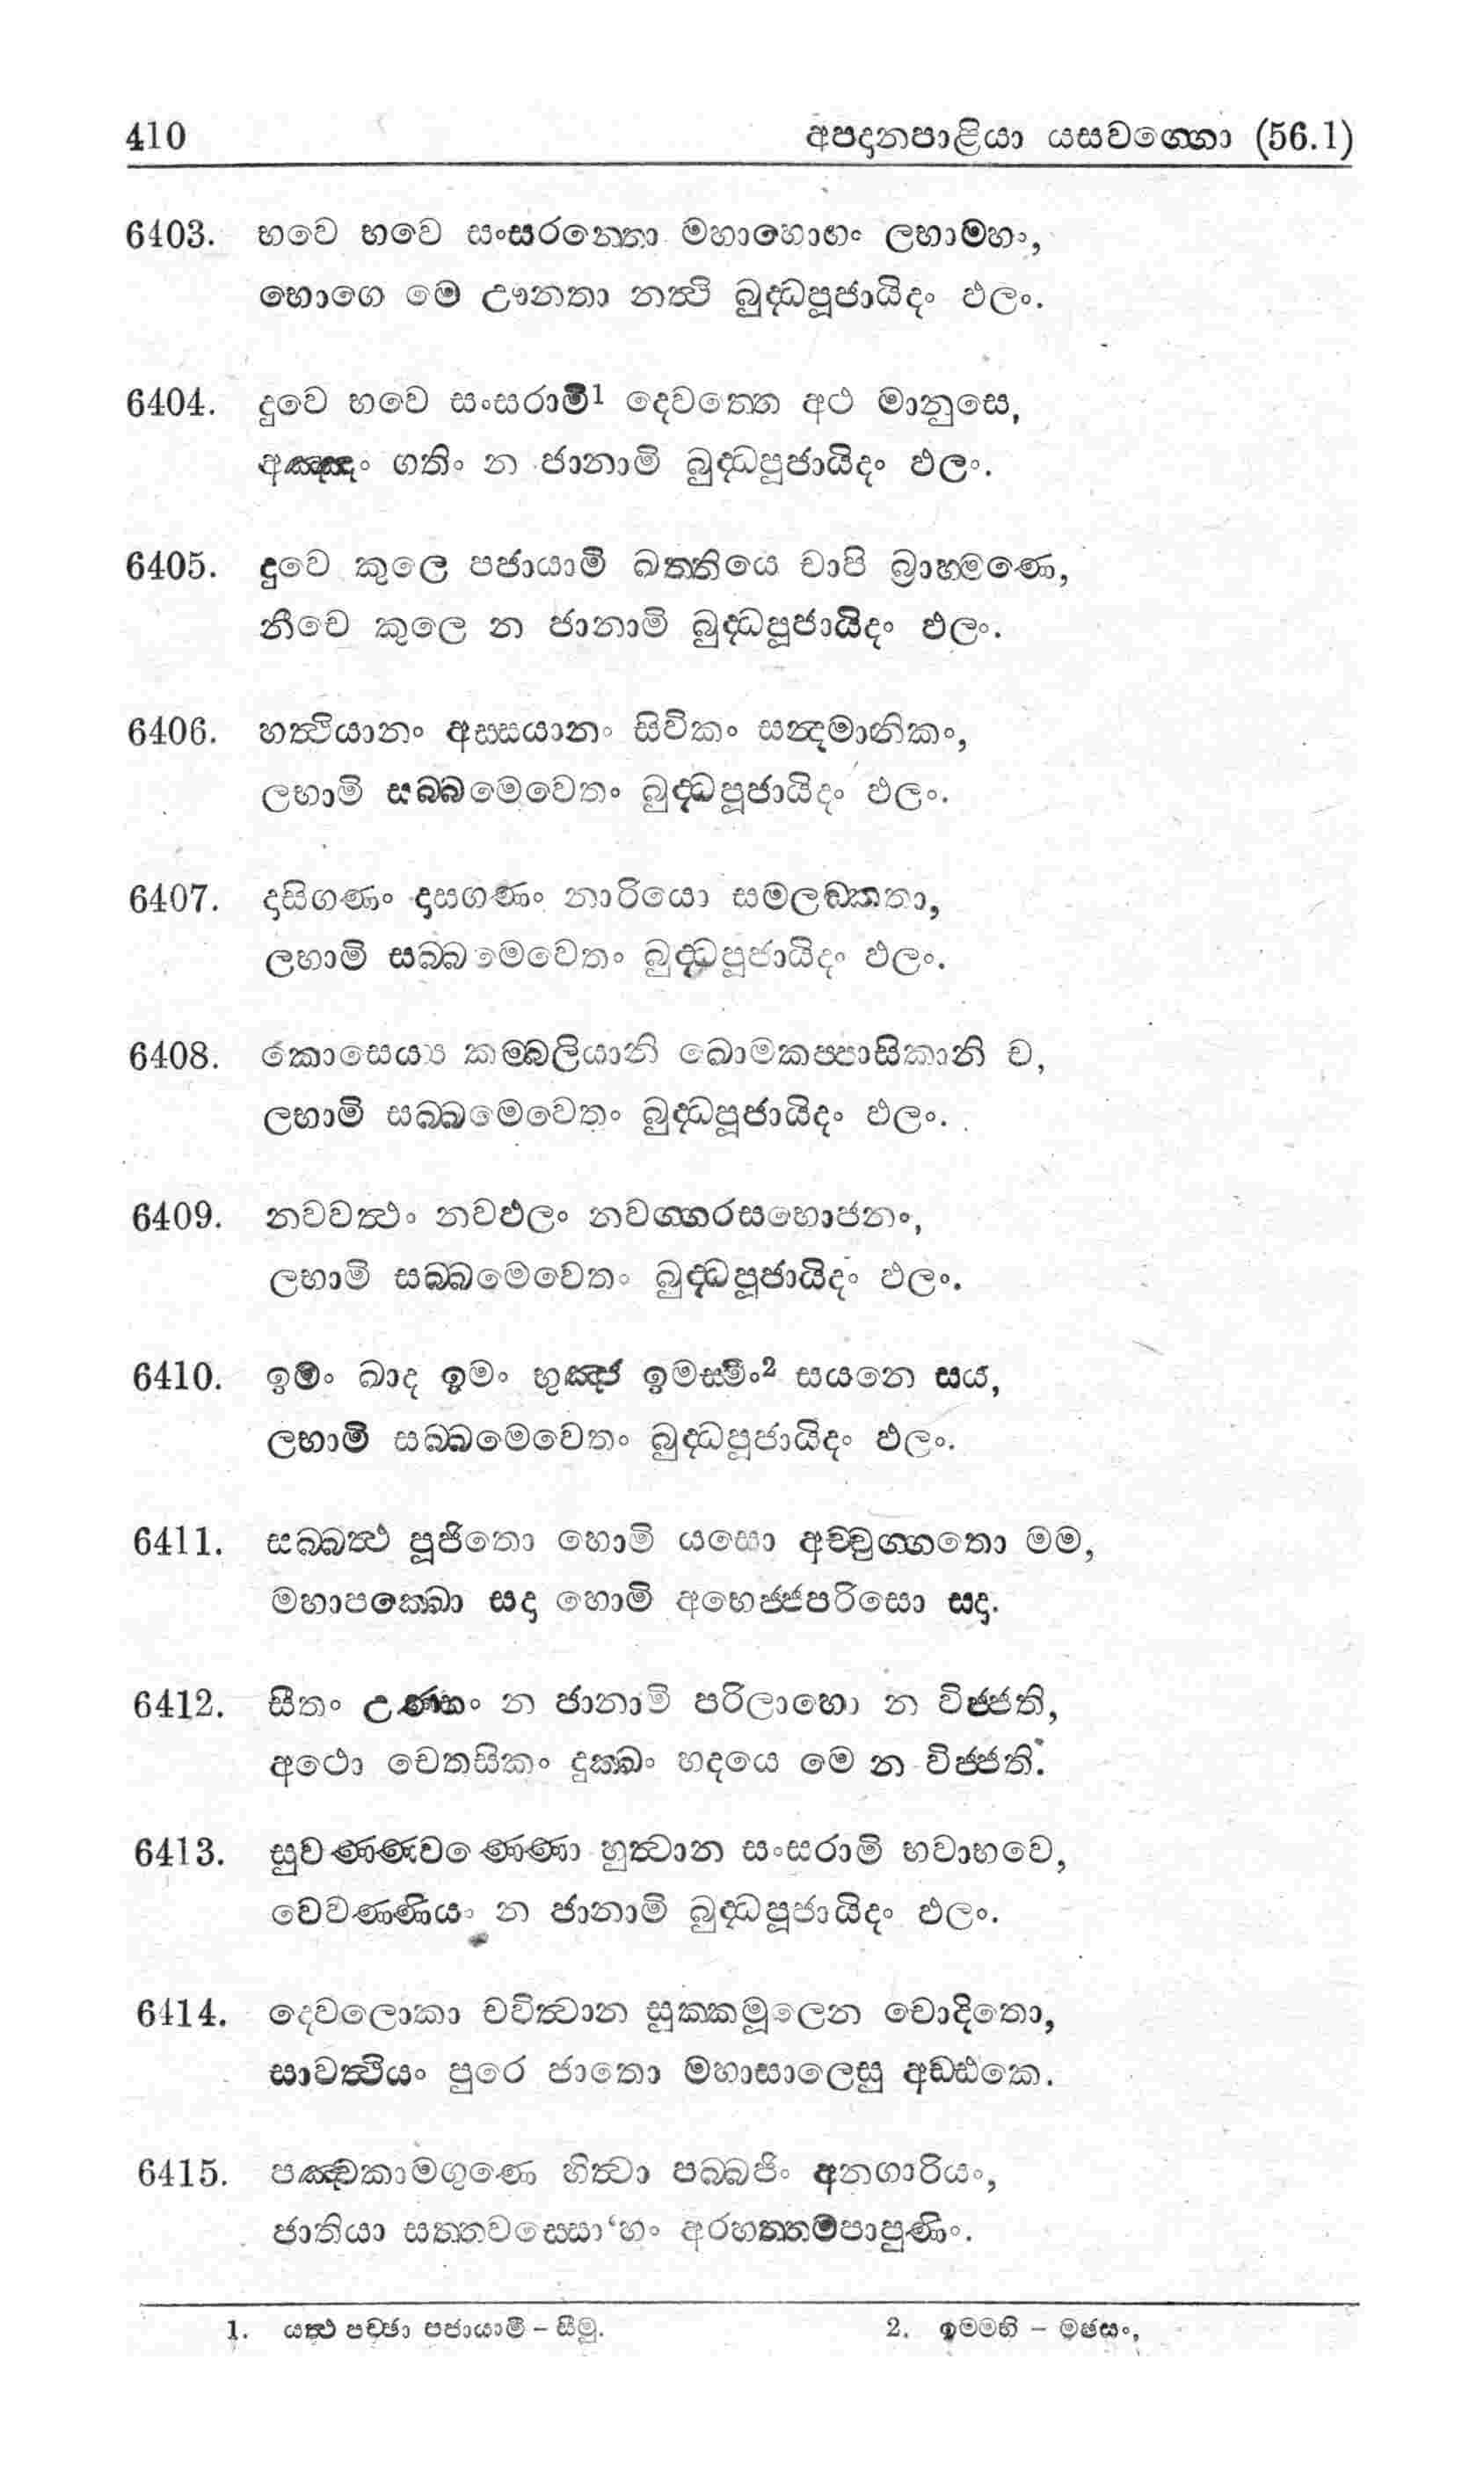 410 අපදානපාළියා යසවග්ගො (56.1)
6403. භවෙ භවෙ සංසරන්තො මහාභොගං ලභාමහං,
භොගෙ මෙ ඌනතා නත්ථි බුද්ධපූජායිදං ඵලං.
6404. දුවෙ භවෙ සංසරාමි1 දෙවත්තෙ අථ මානුසෙ,
අඤ්ඤං ගතිං න ජානාමි බුද්ධපූජායිදං ඵලං.
6405. දුවෙ කුලෙ පජායාමි ඛත්තියෙ චාපි බ්‍රාහ්මණෙ,
නීචෙ කුලෙ න ජානාමි බුද්ධපූජායිදං ඵලං.
6406. හත්ථියානං අස්සයානං සිවිකං සන්දමානිකං,
ලභාමි සබ්බමෙවෙතං බුද්ධපූජායිදං ඵලං.
6407. දාසිගණං දාසගණං නාරියො සමලඞ්කතා,
ලභාමි සබ්බමෙවෙතං බුද්ධපූජායිදං ඵලං.
6408. කොසෙය්‍ය කම්බලියානි ඛොමකප්පාසිකානි ච,
ලභාමි සබ්බමෙවෙතං බුද්ධපූජායිදං ඵලං.
6409. නවවත්ථං නවඵලං නවග්ගරසභොජනං,
ලභාමි සබ්බමෙවෙතං බුද්ධපූජායිදං ඵලං.
6410. ඉමං ඛාද ඉමං භුඤ්ජ ඉමස්මිං2 සයනෙ සය,
ලභාමි සබ්බමෙවෙතං බුද්ධපූජායිදං ඵලං.
6411. සබ්බත්ථ පූජිතො හොමි යසො අච්චුග්ගතො මම,
මහාපක්ඛො සදා හොමි අභෙජ්ජපරිසො සදා.
6412. සීතං උණ්හං න ජානාමි පරිලාහො න විජ්ජති,
අථො චෙතසිකං දුක්ඛං හදයෙ මෙ න විජ්ජති.
6413. සුවණ්ණවණ්ණො හුත්වාන සංසරාමි භවාභවෙ,
වෙවණ්ණියං න ජානාමි බුද්ධපූජායිදං ඵලං.
6414. දෙවලොකා චවිත්වාන සුක්කමූලෙන චොදිතො,
සාවත්ථියං පුරෙ ජාතො මහාසාලෙසු අඩ්ඪකෙ.
6415. පඤ්චකාමගුණෙ හිත්වා පබ්බජිං අනගාරියං,
ජාතියා සත්තවස්සො‘හං අරහත්තමපාපුණිං.
1. යත්ථ පච්ඡා පජායාමි – සීමු.  2. ඉමම්හි – මඡසං,